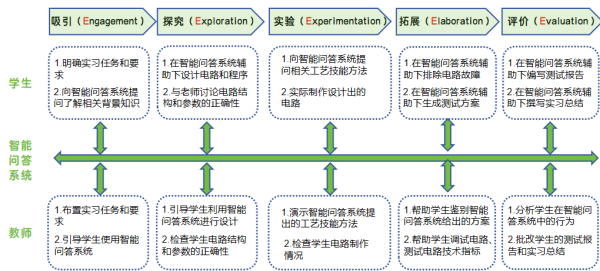 吸引（Engagement）
探究（Exploration）
实验（Experimentation）
拓展（Elaboration）
评价（Evaluation）
学生
1.明确实习任务和要
求
2.向智能问答系统提
问了解相关背景知识
1.在智能问答系统辅
助下设计电路和程序
2.与老师讨论电路结
构和参数的正确性
1.向智能问答系统
提问相关工艺技能方法
2.实际制作设计出的
电路
1.在智能问答系统辅
助下排除电路故障
2.在智能问答系统辅
助下生成测试方案
1.在智能问答系统辅
助下编写测试报告
2.在智能问答系统辅
助下撰写实习总结
智能
问答
系统
教师
1.布置实习任务和要
求
2.引导学生使用智能
问答系统
1.引导学生利用智能
问答系统进行设计
2.检查学生电路结构
和参数的正确性
1.演示智能问答系统提
出的工艺技能方法
2.检查学生电路制作
情况
1.帮助学生鉴别智能
问答系统给出的方案
2.帮助学生调试电路、
测试电路技术指标
1.分析学生在智能问
答系统中的行为
2.批改学生的测试报
告和实习总结